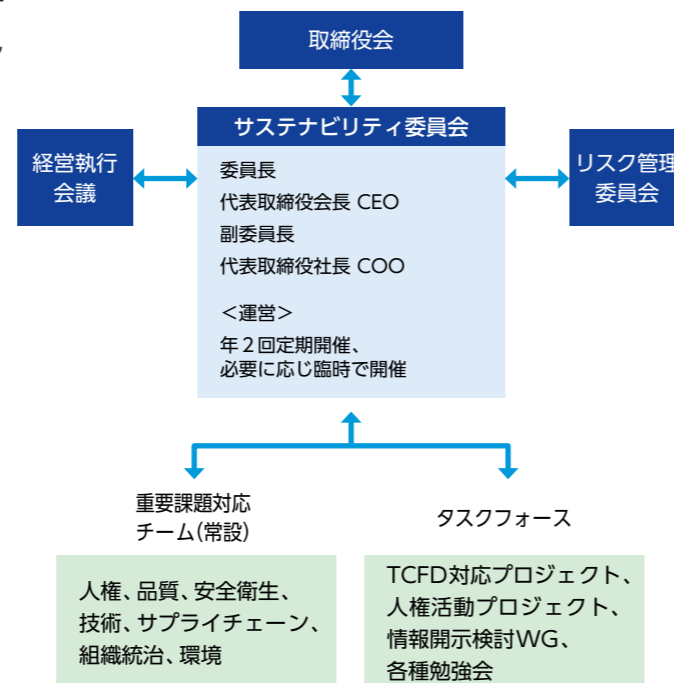 取締役会
サステナビリティ委員会
経営執行
会議
リスク管理
委員会
委員長
代表取締役会長 CEO
副委員長
代表取締役社長 COO
＜運営＞
年２回定期開催、
必要に応じ臨時で開催
重要課題対応
チーム(常設)
人権、品質、安全衛生、
技術、サプライチェーン、
組織統治、環境
タスクフォース
TCFD対応プロジェクト、
人権活動プロジェクト、
情報開示検討WG、
各種勉強会